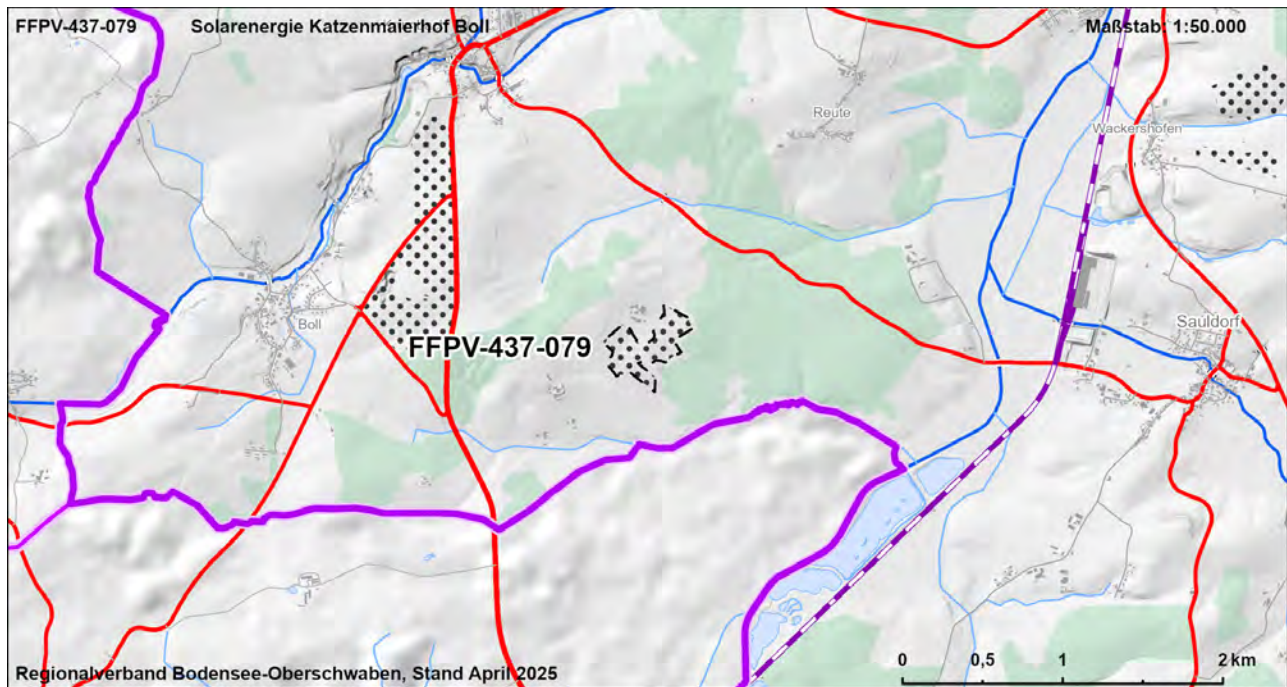 FFPV-437-079 Solarenergie Katzenmaierhof Boll Maßstab: 1:50.000
Reute
Wackershofen
Boll
Sauldorf
FFPV-437-079
Regionalverband Bodensee-Oberschwaben, Stand April 2025
0 0,5 1 2 km